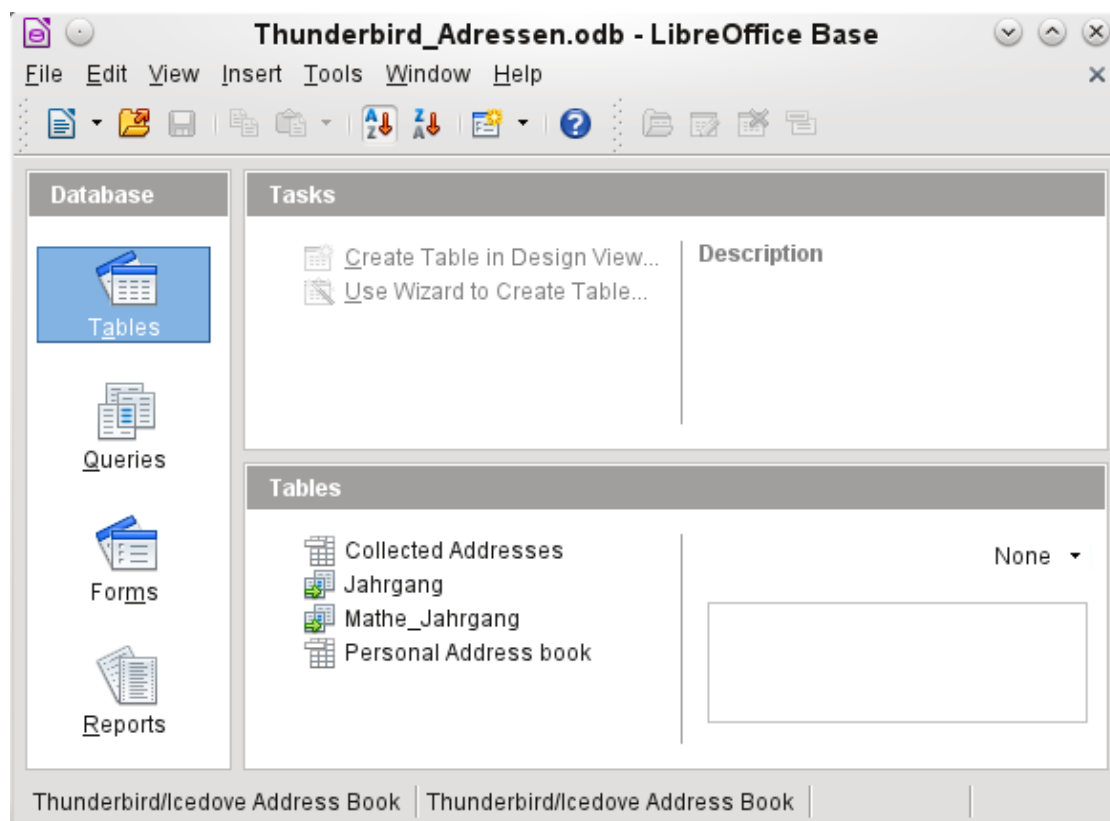 Thunderbird_Adressen.odb - LibreOffice Base
File Edit View Insert Tools Window Help
Database
Tables
Queries
Forms
Reports
Tasks
Create Table in Design View...
Use Wizard to Create Table...
Description
Tables
Collected Addresses
Jahrgang
Mathe_Jahrgang
Personal Address book
None
Thunderbird/Icedove Address Book
Thunderbird/Icedove Address Book